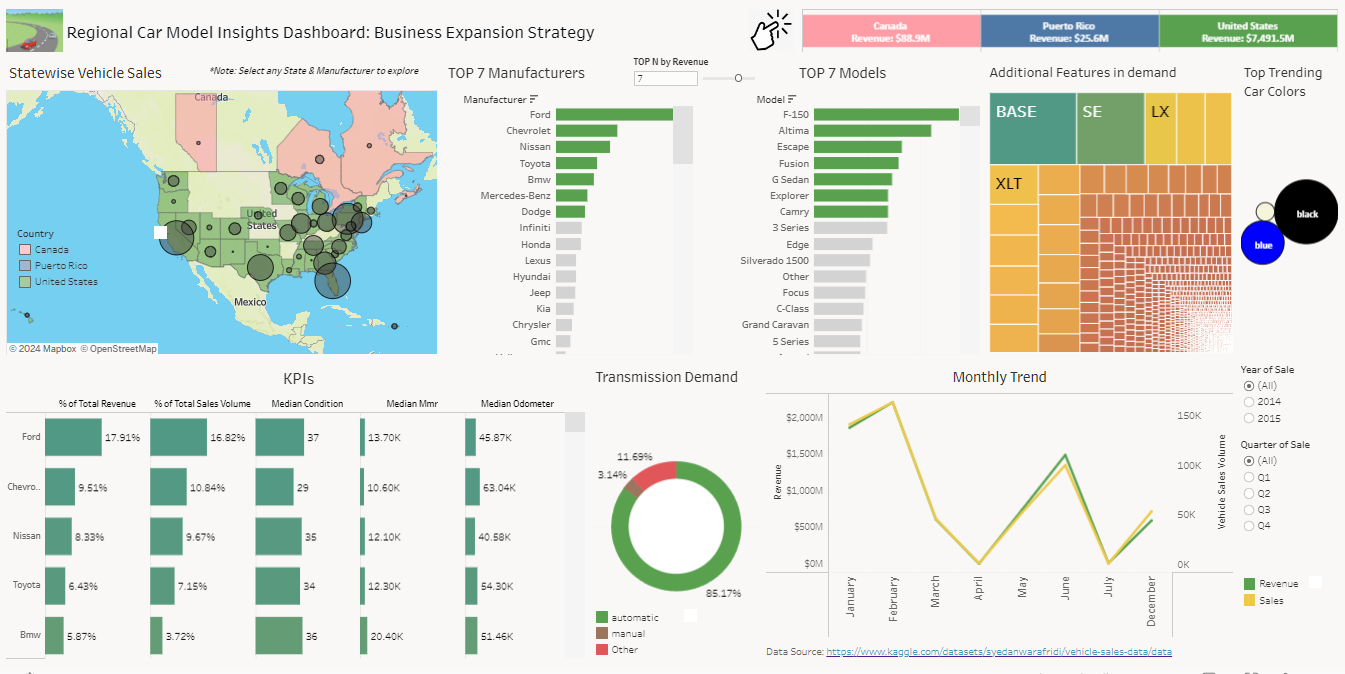 Regional Car Model Insights Dashboard: Business Expansion Strategy
Canada
Revenue: $88.9M
Puerto Rico
Revenue: $25.6M
United States
Revenue: $7,491.5M
Statewise Vehicle Sales
*Note: Select any State & Manufacturer to explore
Canada
United
States
Mexico
Country
Canada
Puerto Rico
United States
© 2024 Mapbox © OpenStreetMap
TOP 7 Manufacturers
TOP N by Revenue
7
Manufacturer
Ford
Chevrolet
Nissan
Toyota
Bmw
Mercedes-Benz
Dodge
Infiniti
Honda
Lexus
Hyundai
Jeep
Kia
Chrysler
Gmc
TOP 7 Models
Model
F-150
Altima
Escape
Fusion
G Sedan
Explorer
Camry
3 Series
Edge
Silverado 1500
Other
Focus
C-Class
Grand Caravan
5 Series
Additional Features in demand
BASE
SE
LX
XLT
Top Trending
Car Colors
black
blue
KPIs
% of Total Revenue
% of Total Sales Volume
Median Condition
Median Mmr
Median Odometer
Ford 17.91% 16.82% 37 13.70K 45.87K
Chevro.. 9.51% 10.84% 29 10.60K 63.04K
Nissan 8.33% 9.67% 35 12.10K 40.58K
Toyota 6.43% 7.15% 34 12.30K 54.30K
Bmw 5.87% 3.72% 36 20.40K 51.46K
Transmission Demand
11.69%
3.14%
85.17%
automatic
manual
Other
Monthly Trend
Revenue
$2,000M
$1,500M
$1,000M
$500M
$0M
150K
100K
50K
0K
Vehicle Sales Volume
January
February
March
April
May
June
July
December
Data Source: https://www.kaggle.com/datasets/syedanwarafridi/vehicle-sales-data/data
Year of Sale
(All)
2014
2015
Quarter of Sale
(All)
Q1
Q2
Q3
Q4
Revenue
Sales